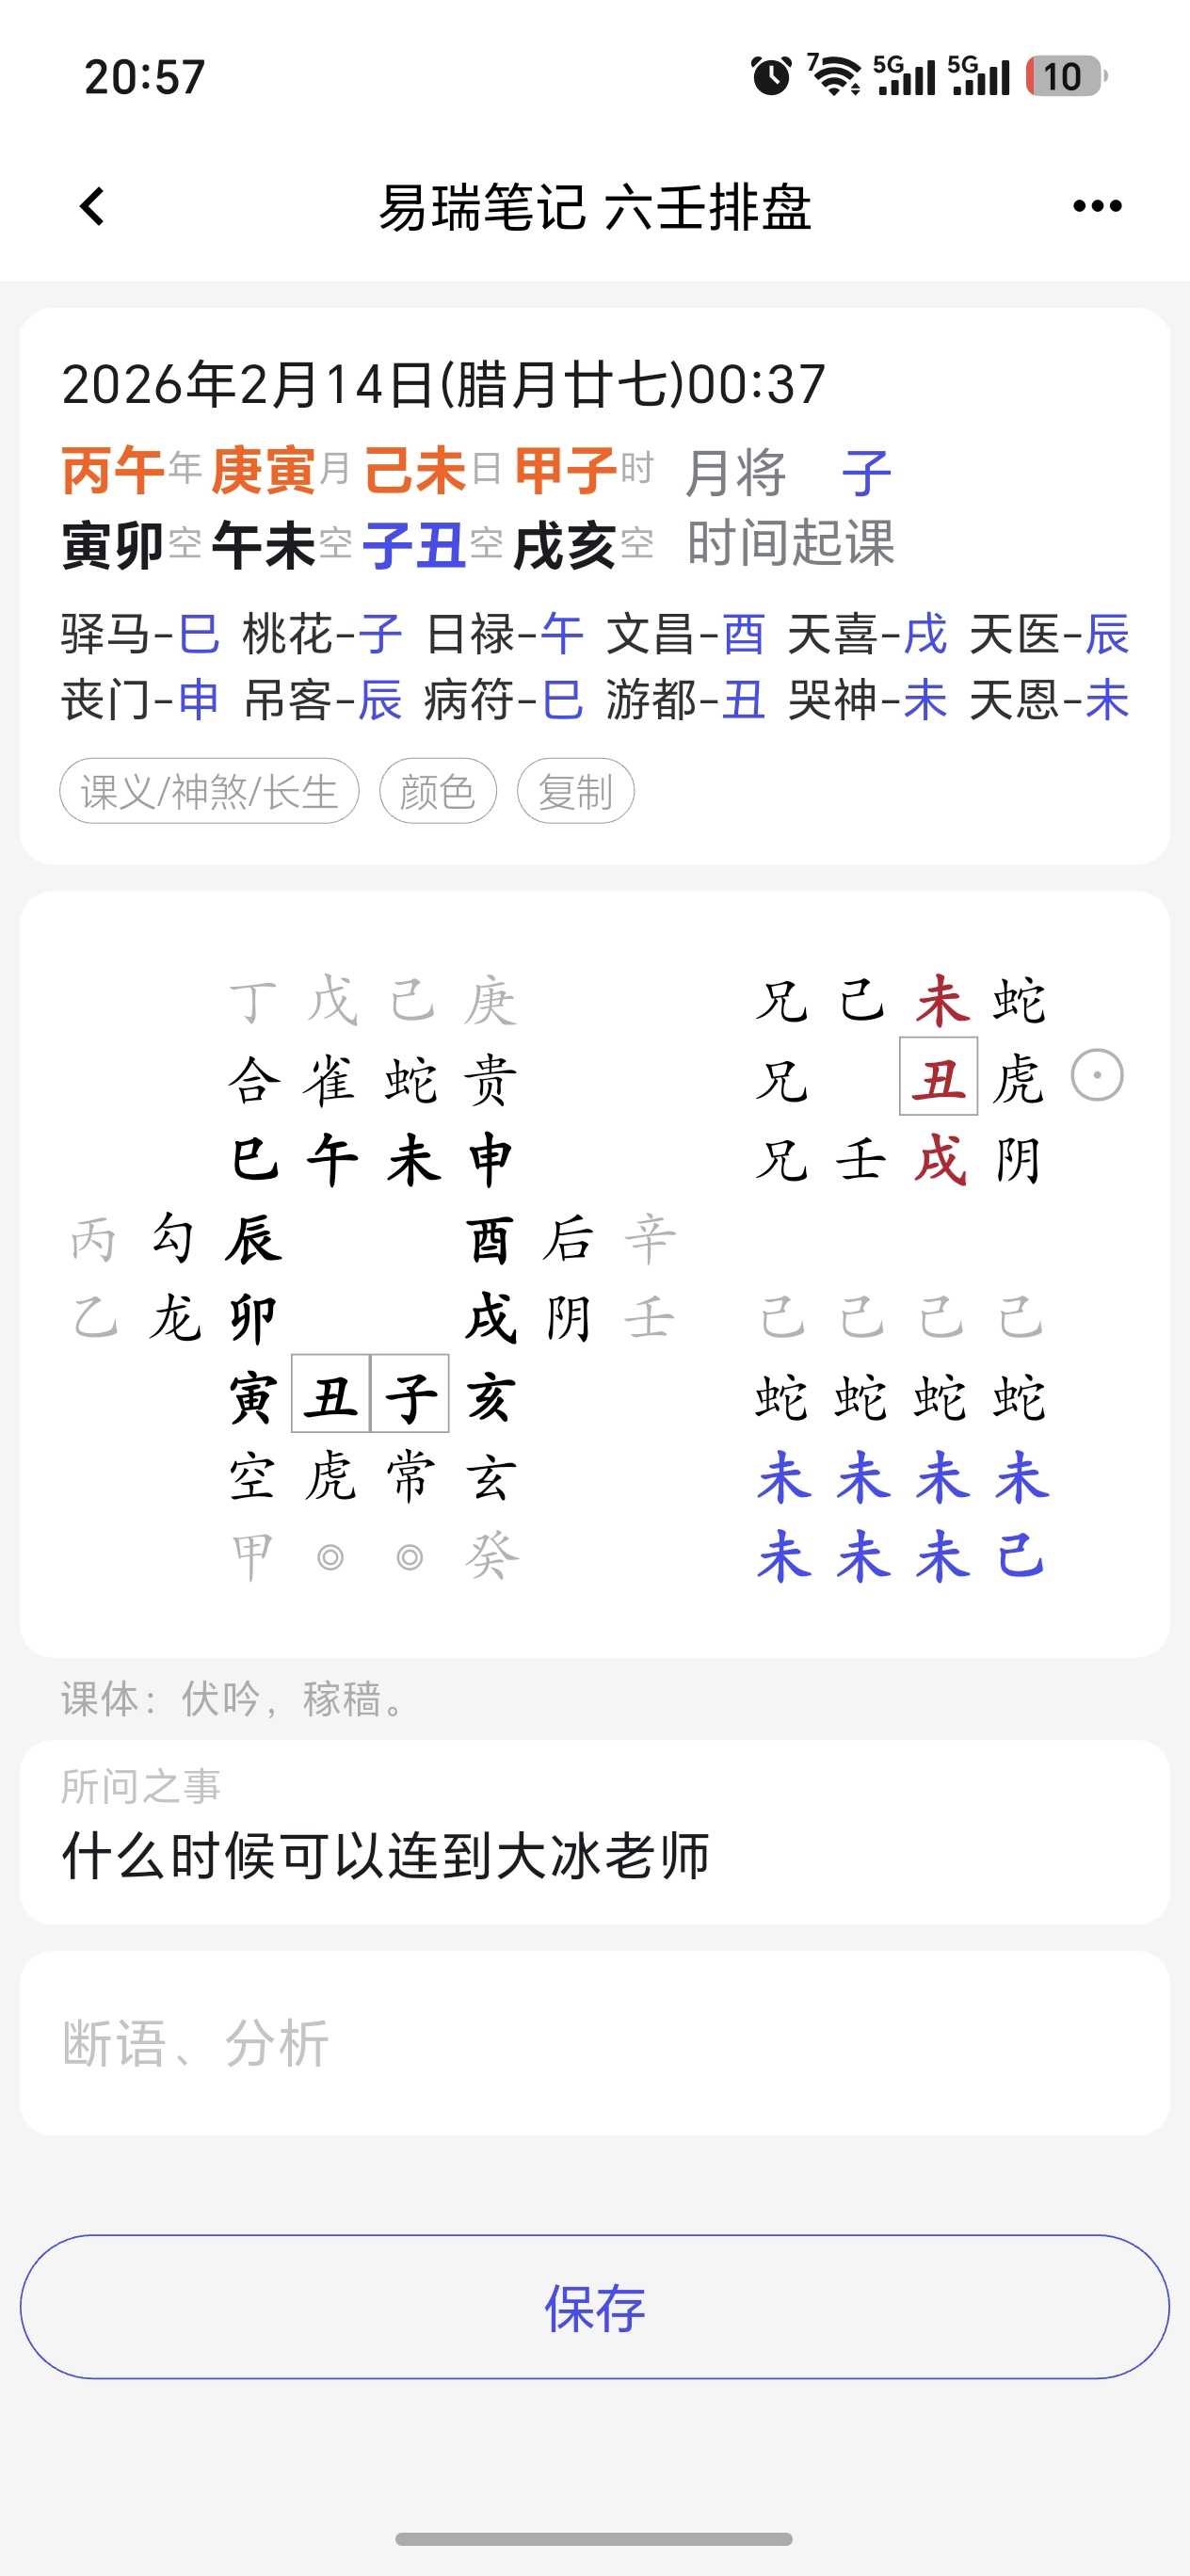 20:57
7 5G 5G 10
易瑞笔记 六壬排盘
2026年2月14日(腊月廿七)00:37
丙午年 庚寅月 己未日 甲子时 月将 子
寅卯空 午未空 子丑空 戌亥空 时间起课
驿马-巳 桃花-子 日禄-午 文昌-酉 天喜-戌 天医-辰
丧门-申 吊客-辰 病符-巳 游都-丑 哭神-未 天恩-未
课义/神煞/长生 颜色 复制
丁 戊 己 庚 兄 己 未 蛇
合 雀 蛇 贵 兄 丑 虎
巳 午 未 申 兄 壬 戌 阴
丙 勾 辰 酉 后 辛
乙 龙 卯 戌 阴 壬 己 己 己 己
寅 丑 子 亥 蛇 蛇 蛇 蛇
空 虎 常 玄 未 未 未 未
甲 ◎ ◎ 癸 未 未 未 己
课体：伏吟，稼穑。
所问之事
什么时候可以连到大冰老师
断语、分析
保存